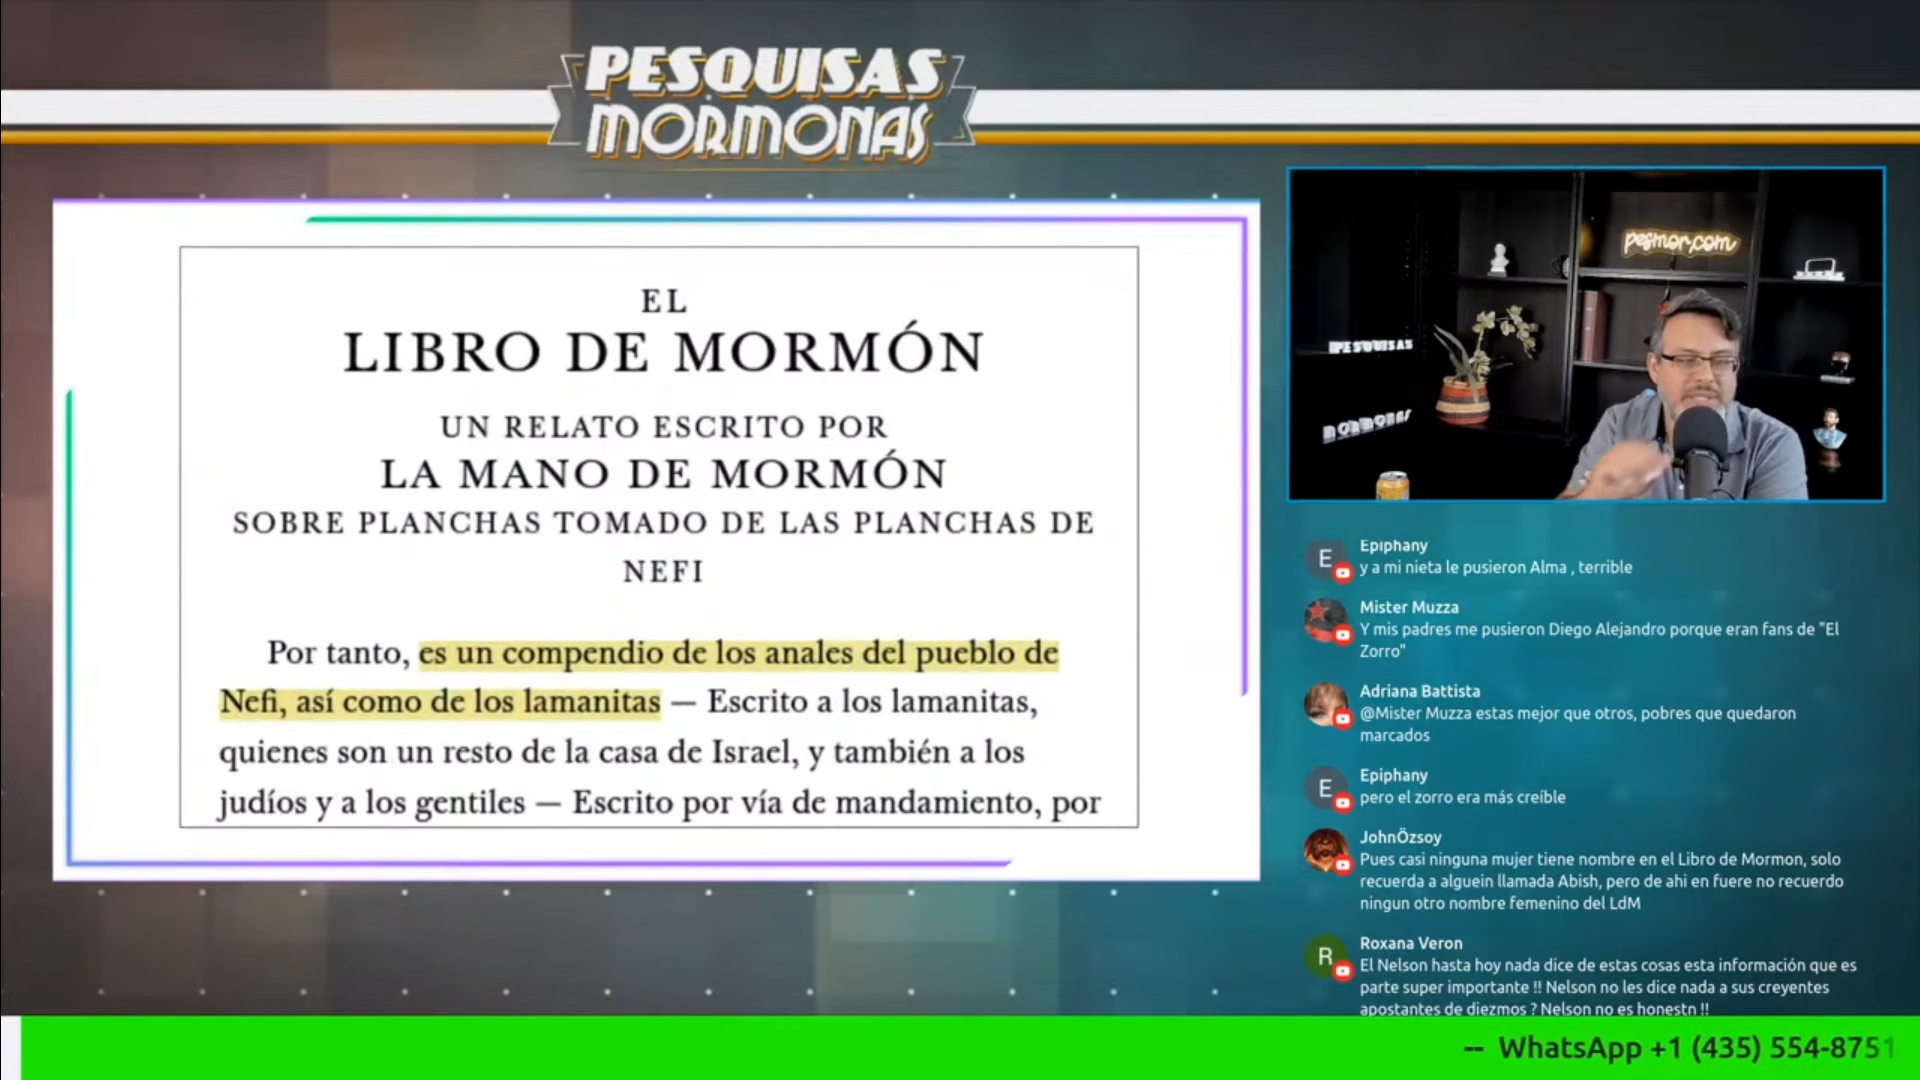 PESQUISAS
MORMONAS
EL
LIBRO DE MORMÓN
UN RELATO ESCRITO POR
LA MANO DE MORMÓN
SOBRE PLANCHAS TOMADO DE LAS PLANCHAS DE
NEFI
Por tanto, es un compendio de los anales del pueblo de
Nefi, así como de los lamanitas — Escrito a los lamanitas,
quienes son un resto de la casa de Israel, y también a los
judíos y a los gentiles — Escrito por vía de mandamiento, por
pesmor.com
PESQUISAS
MORMONAS
E
Epiphany
y a mi nieta le pusieron Alma , terrible
Mister Muzza
Y mis padres me pusieron Diego Alejandro porque eran fans de "El
Zorro"
Adriana Battista
@Mister Muzza estas mejor que otros, pobres que quedaron
marcados
E
Epiphany
pero el zorro era más creíble
JohnÖzsoy
Pues casi ninguna mujer tiene nombre en el Libro de Mormon, solo
recuerda a alguein llamada Abish, pero de ahi en fuere no recuerdo
ningun otro nombre femenino del LdM
R
Roxana Veron
El Nelson hasta hoy nada dice de estas cosas esta información que es
parte super importante !! Nelson no les dice nada a sus creyentes
apostantes de diezmos ? Nelson no es honestn !!
-- WhatsApp +1 (435) 554-8751